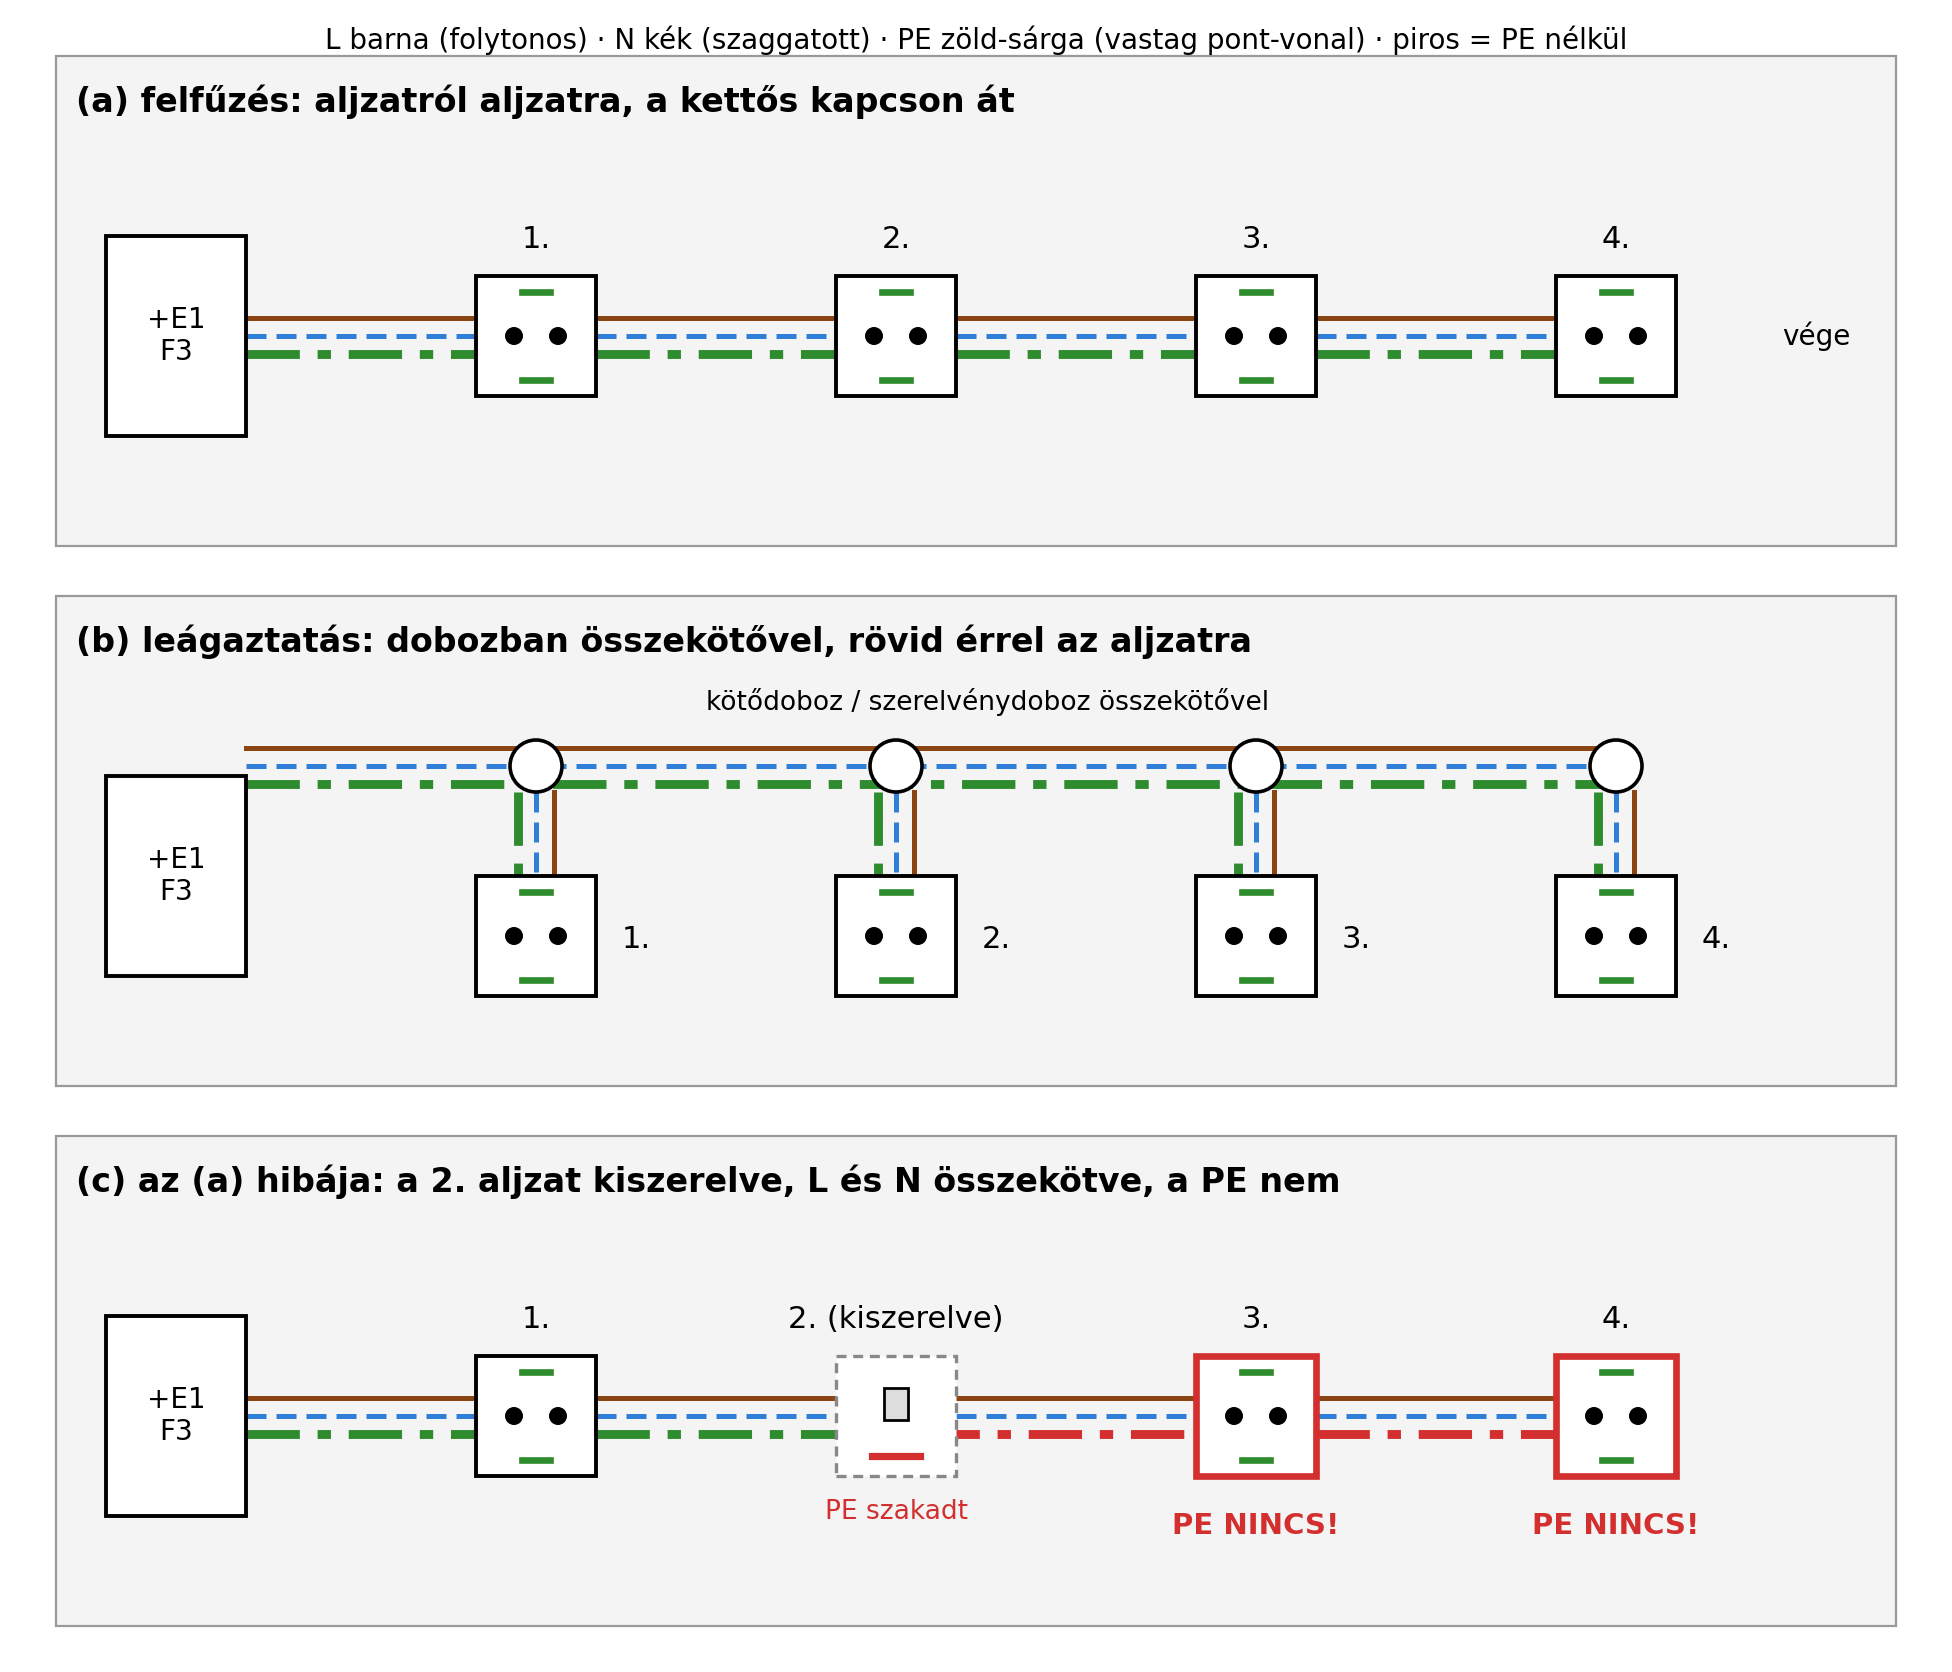 L barna (folytonos) · N kék (szaggatott) · PE zöld-sárga (vastag pont-vonal) · piros = PE nélkül
(a) felfűzés: aljzatról aljzatra, a kettős kapcson át
1.
2.
3.
4.
+E1
F3
vége
(b) leágaztatás: dobozban összekötővel, rövid érrel az aljzatra
kötődoboz / szerelvénydoboz összekötővel
+E1
F3
1.
2.
3.
4.
(c) az (a) hibája: a 2. aljzat kiszerelve, L és N összekötve, a PE nem
1.
2. (kiszerelve)
3.
4.
+E1
F3
PE szakadt
PE NINCS!
PE NINCS!